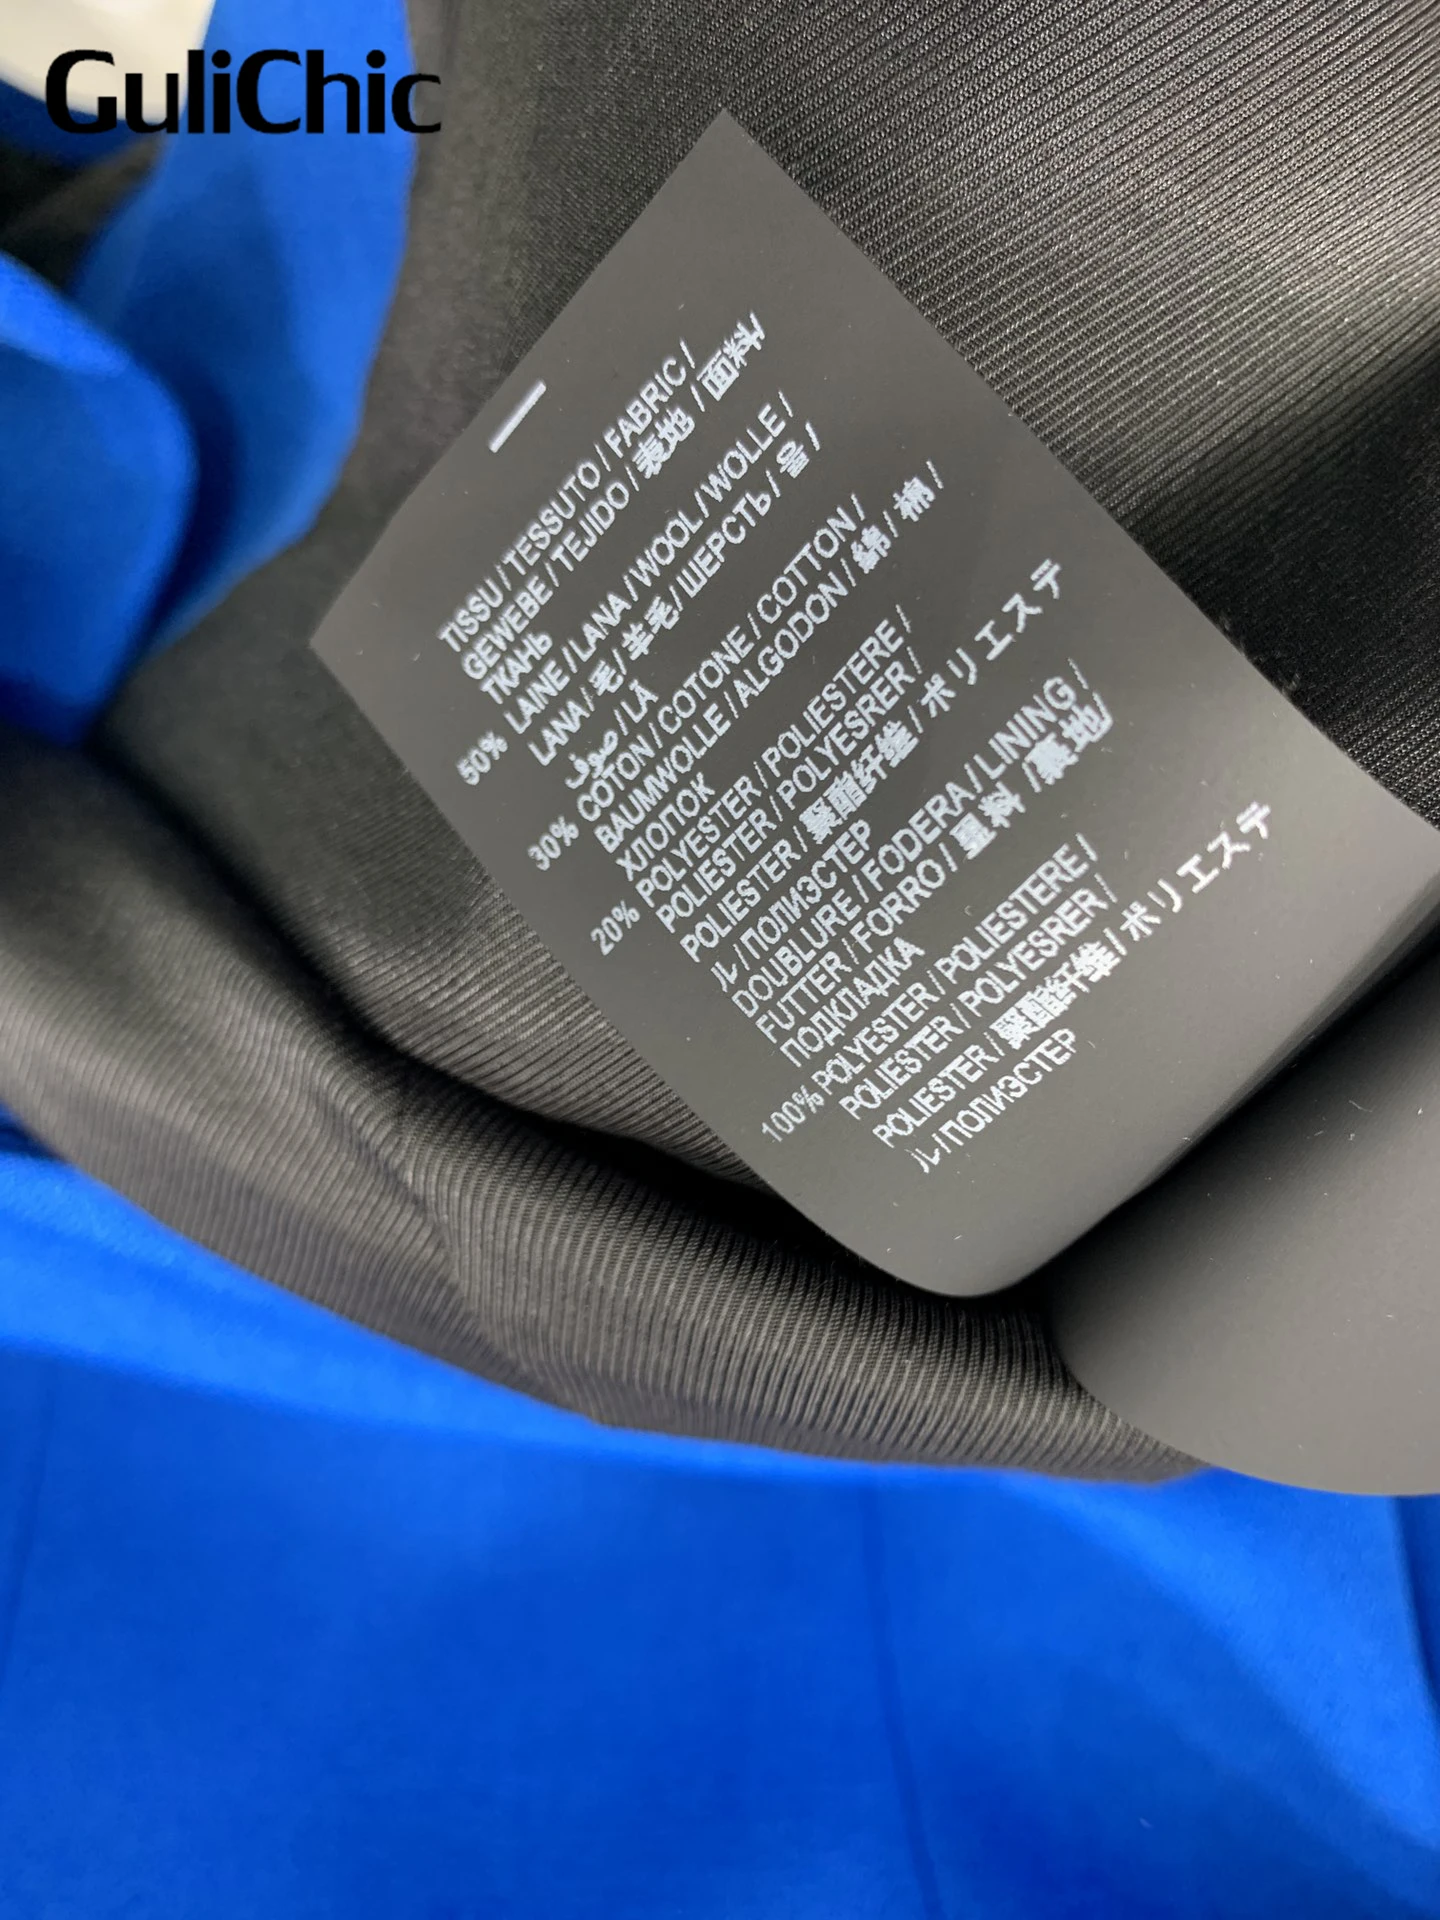 GuliChic
TISSU / TESSUTO / FABRIC /
GEWEBE / TEJIDO / 表地 / 面料 /
ТКАНЬ
50% LAINE / LANA / WOOL / WOLLE /
LANA / 毛 / 羊毛 / ШЕРСТЬ / 울 /
صوف / LÃ
30% COTON / COTONE / COTTON /
BAUMWOLLE / ALGODON / 綿 / 棉 /
ХЛОПОК
20% POLYESTER / POLIESTERE /
POLIESTER / POLYESRER /
POLIESTER / 聚酯纤维 / ポリエステ
ル / ПОЛИЭСТЕР
DOUBLURE / FODERA / LINING /
FUTTER / FORRO / 里料 / 裏地/
ПОДКЛАДКА
100% POLYESTER / POLIESTERE /
POLIESTER / POLYESRER /
POLIESTER / 聚酯纤维 / ポリエステ
ル / ПОЛИЭСТЕР